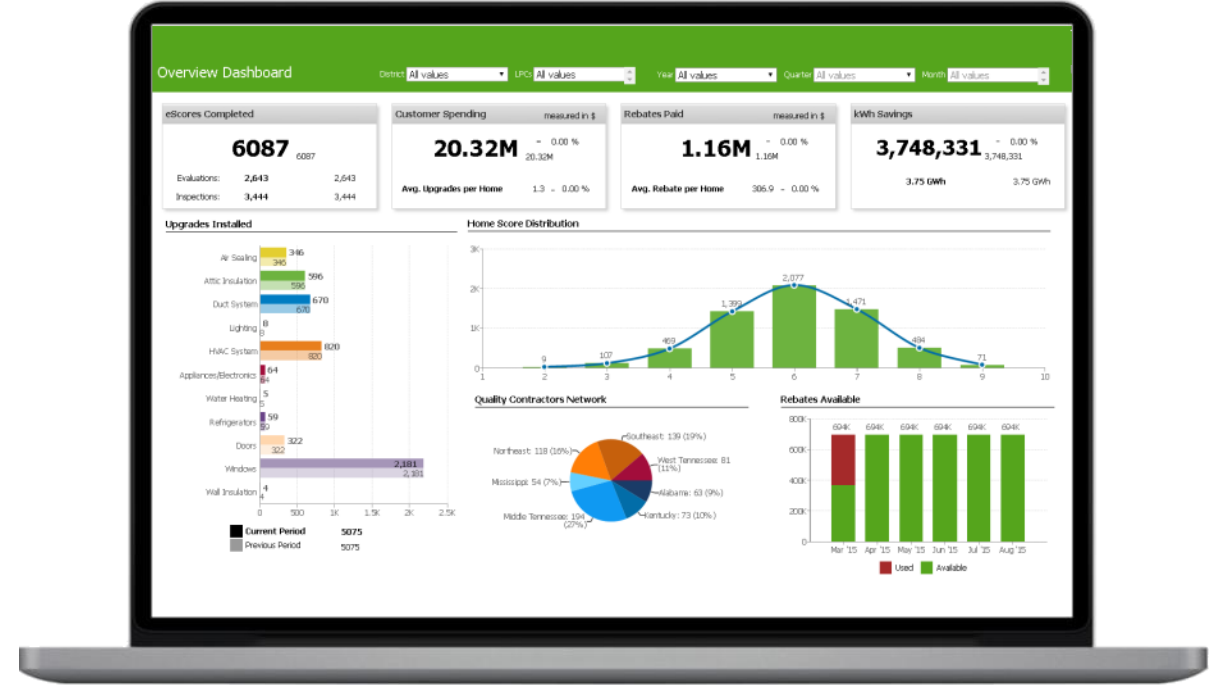 Overview Dashboard
District All values LPCs All values Year All values Quarter All values Month All values
eScores Completed
6087 6087
Evaluations: 2,643 2,643
Inspections: 3,444 3,444
Customer Spending measured in $
20.32M - 0.00 %
20.32M
Avg. Upgrades per Home 1.3 - 0.00 %
Rebates Paid measured in $
1.16M - 0.00 %
1.16M
Avg. Rebate per Home 306.9 - 0.00 %
kWh Savings
3,748,331 - 0.00 %
3,748,331
3.75 GWh 3.75 GWh
Upgrades Installed
Air Sealing 346
346
Attic Insulation 596
596
Duct System 670
670
Lighting 8
8
HVAC System 820
820
Appliances/Electronics 64
64
Water Heating 5
5
Refrigerators 59
59
Doors 322
322
Windows 2,181
2,181
Wall Insulation 4
4
0 500 1K 1.5K 2K 2.5K
Current Period 5075
Previous Period 5075
Home Score Distribution
3K
2K
1K
0
9 107 469 1,399 2,077 1,471 484 71
1 2 3 4 5 6 7 8 9 10
Quality Contractors Network
Southeast: 139 (19%)
Northeast: 118 (16%)
West Tennessee: 81
(11%)
Mississippi: 54 (7%)
Alabama: 63 (9%)
Middle Tennessee: 194
(27%)
Kentucky: 73 (10%)
Rebates Available
800K
600K
400K
200K
0
694K 694K 694K 694K 694K 694K
Mar '15 Apr '15 May '15 Jun '15 Jul '15 Aug '15
Used Available